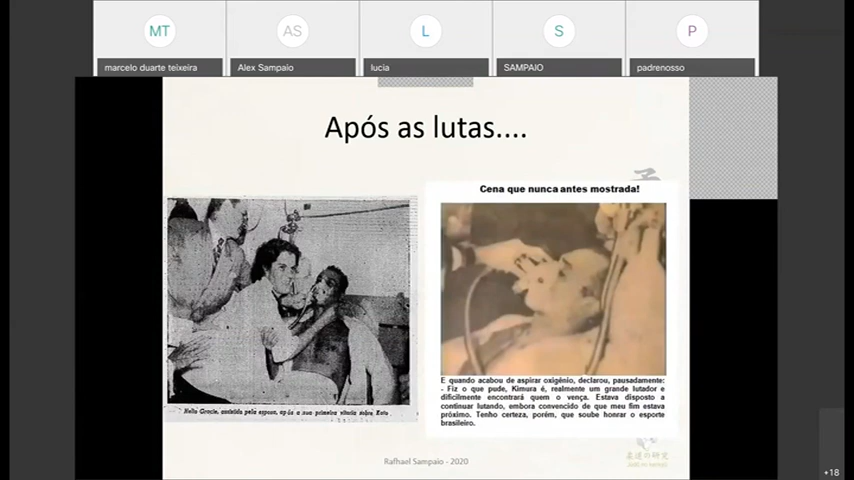 MT
AS
L
S
P
marcelo duarte teixeira
Alex Sampaio
lucia
SAMPAIO
padrenosso
Após as lutas....
Cena que nunca antes mostrada!
Helio Gracie, assistido pela esposa, após a sua primeira vitoria sobre Kato
E quando acabou de aspirar oxigénio, declarou, pausadamente:
- Fiz o que pude, Kimura é, realmente um grande lutador e
dificilmente encontrará quem o vença. Estava disposto a
continuar lutando, embora convencido de que meu fim estava
próximo. Tenho certeza, porém, que soube honrar o esporte
brasileiro.
Rafhael Sampaio - 2020
+18